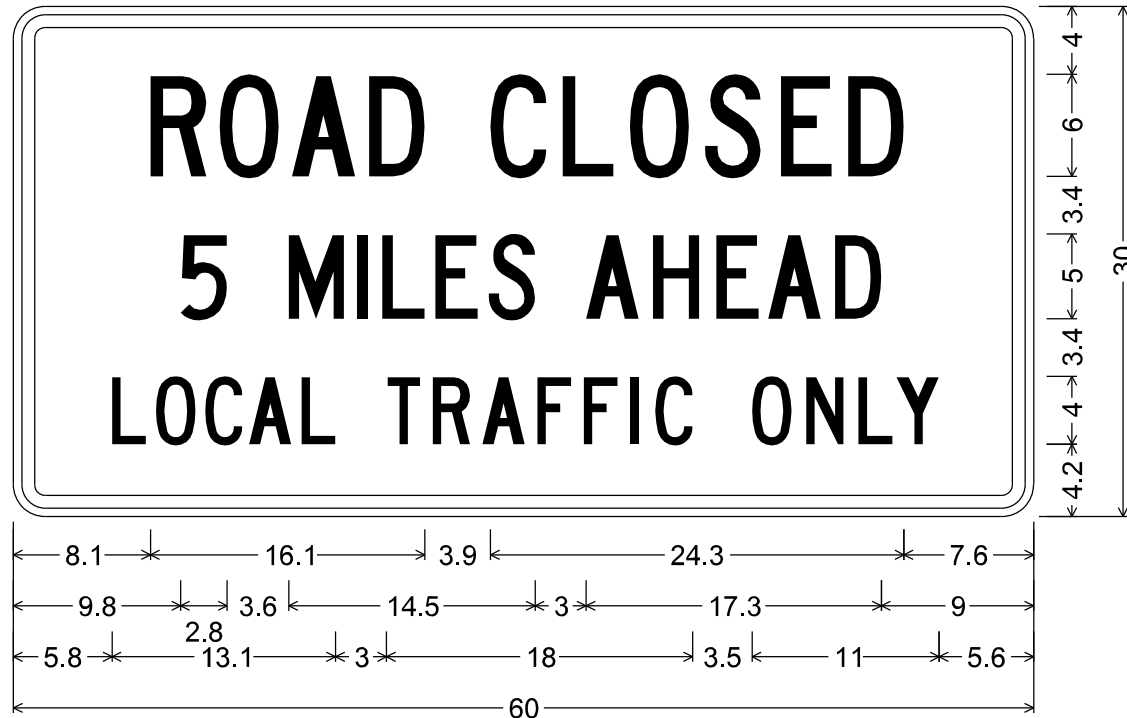 ROAD CLOSED
5 MILES AHEAD
LOCAL TRAFFIC ONLY
4
6
3.4
5
3.4
4
4.2
30
8.1 16.1 3.9 24.3 7.6
9.8 2.8 3.6 14.5 3 17.3 9
5.8 13.1 3 18 3.5 11 5.6
60